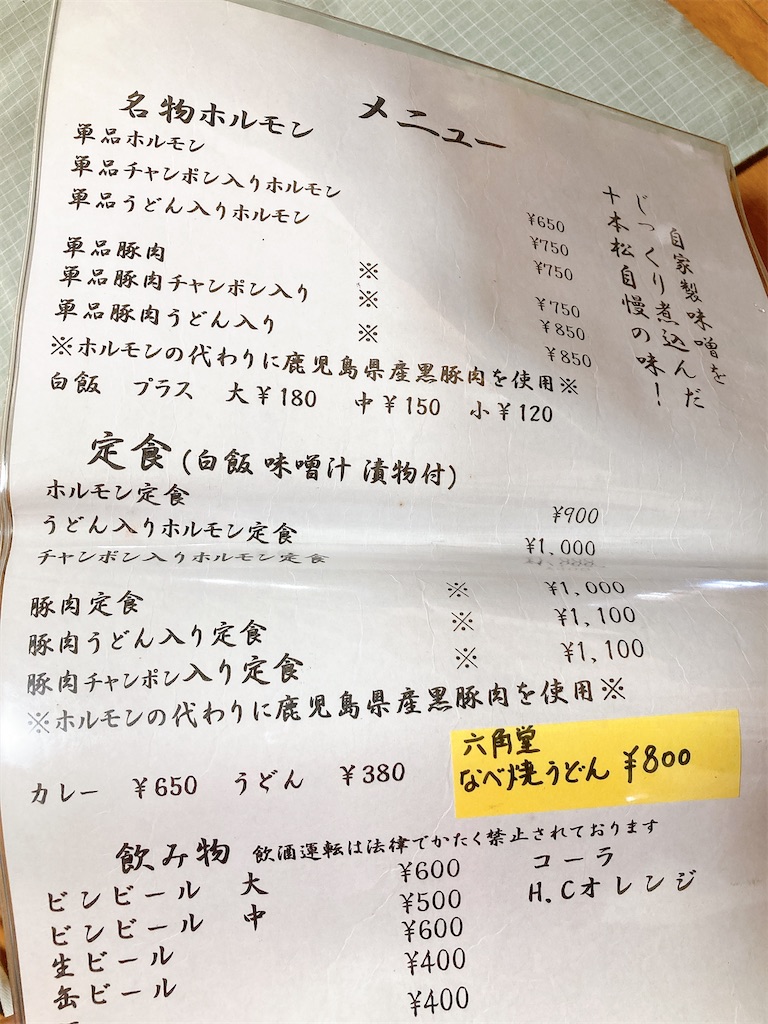 メニュー
名物ホルモン
単品ホルモン ¥650
単品チャンポン入りホルモン ¥750
単品うどん入りホルモン ¥750
単品豚肉 ※ ¥750
単品豚肉チャンポン入り ※ ¥850
単品豚肉うどん入り ※ ¥850
※ホルモンの代わりに鹿児島県産黒豚肉を使用※
白飯 プラス 大¥180 中¥150 小¥120
自家製味噌を
じっくり煮込んだ
十本松自慢の味!
定食(白飯 味噌汁 漬物付)
ホルモン定食 ¥900
うどん入りホルモン定食 ¥1,000
チャンポン入りホルモン定食
豚肉定食 ※ ¥1,000
豚肉うどん入り定食 ※ ¥1,100
豚肉チャンポン入り定食 ※ ¥1,100
※ホルモンの代わりに鹿児島県産黒豚肉を使用※
六角堂
なべ焼うどん ¥800
カレー ¥650 うどん ¥380
飲み物 飲酒運転は法律でかたく禁止されております
ビンビール 大 ¥600
ビンビール 中 ¥500
生ビール ¥600
缶ビール ¥400
¥400
コーラ
H.Cオレンジ